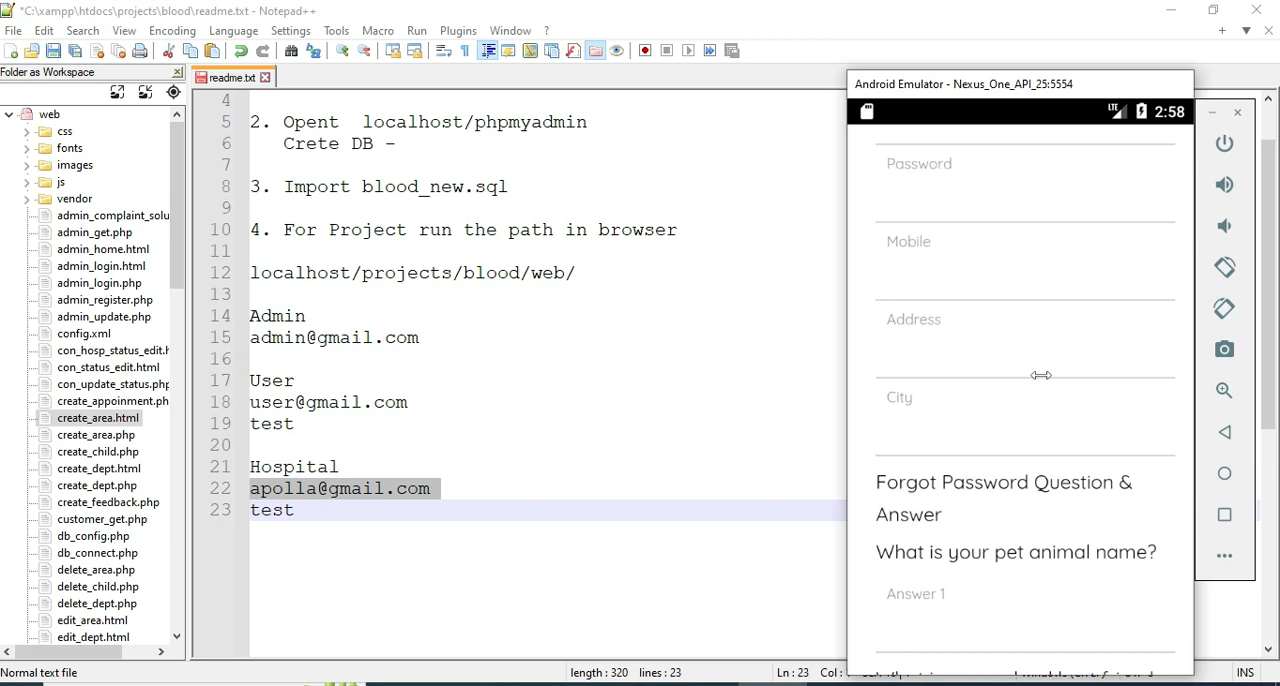 *C:\xampp\htdocs\projects\blood\readme.txt - Notepad++
File Edit Search View Encoding Language Settings Tools Macro Run Plugins Window ?
Folder as Workspace
web
css
fonts
images
js
vendor
admin_complaint_solu
admin_get.php
admin_home.html
admin_login.html
admin_login.php
admin_register.php
admin_update.php
config.xml
con_hosp_status_edit.h
con_status_edit.html
con_update_status.php
create_appoinment.ph
create_area.html
create_area.php
create_child.php
create_dept.html
create_dept.php
create_feedback.php
customer_get.php
db_config.php
db_connect.php
delete_area.php
delete_child.php
delete_dept.php
edit_area.html
edit_dept.html
readme.txt
4
5 2. Opent localhost/phpmyadmin
6 Crete DB -
7
8 3. Import blood_new.sql
9
10 4. For Project run the path in browser
11
12 localhost/projects/blood/web/
13
14 Admin
15 admin@gmail.com
16
17 User
18 user@gmail.com
19 test
20
21 Hospital
22 apolla@gmail.com
23 test
Android Emulator - Nexus_One_API_25:5554
LTE 2:58
Password
Mobile
Address
City
Forgot Password Question &
Answer
What is your pet animal name?
Answer 1
Normal text file
length : 320 lines : 23
Ln : 23 Col :
INS